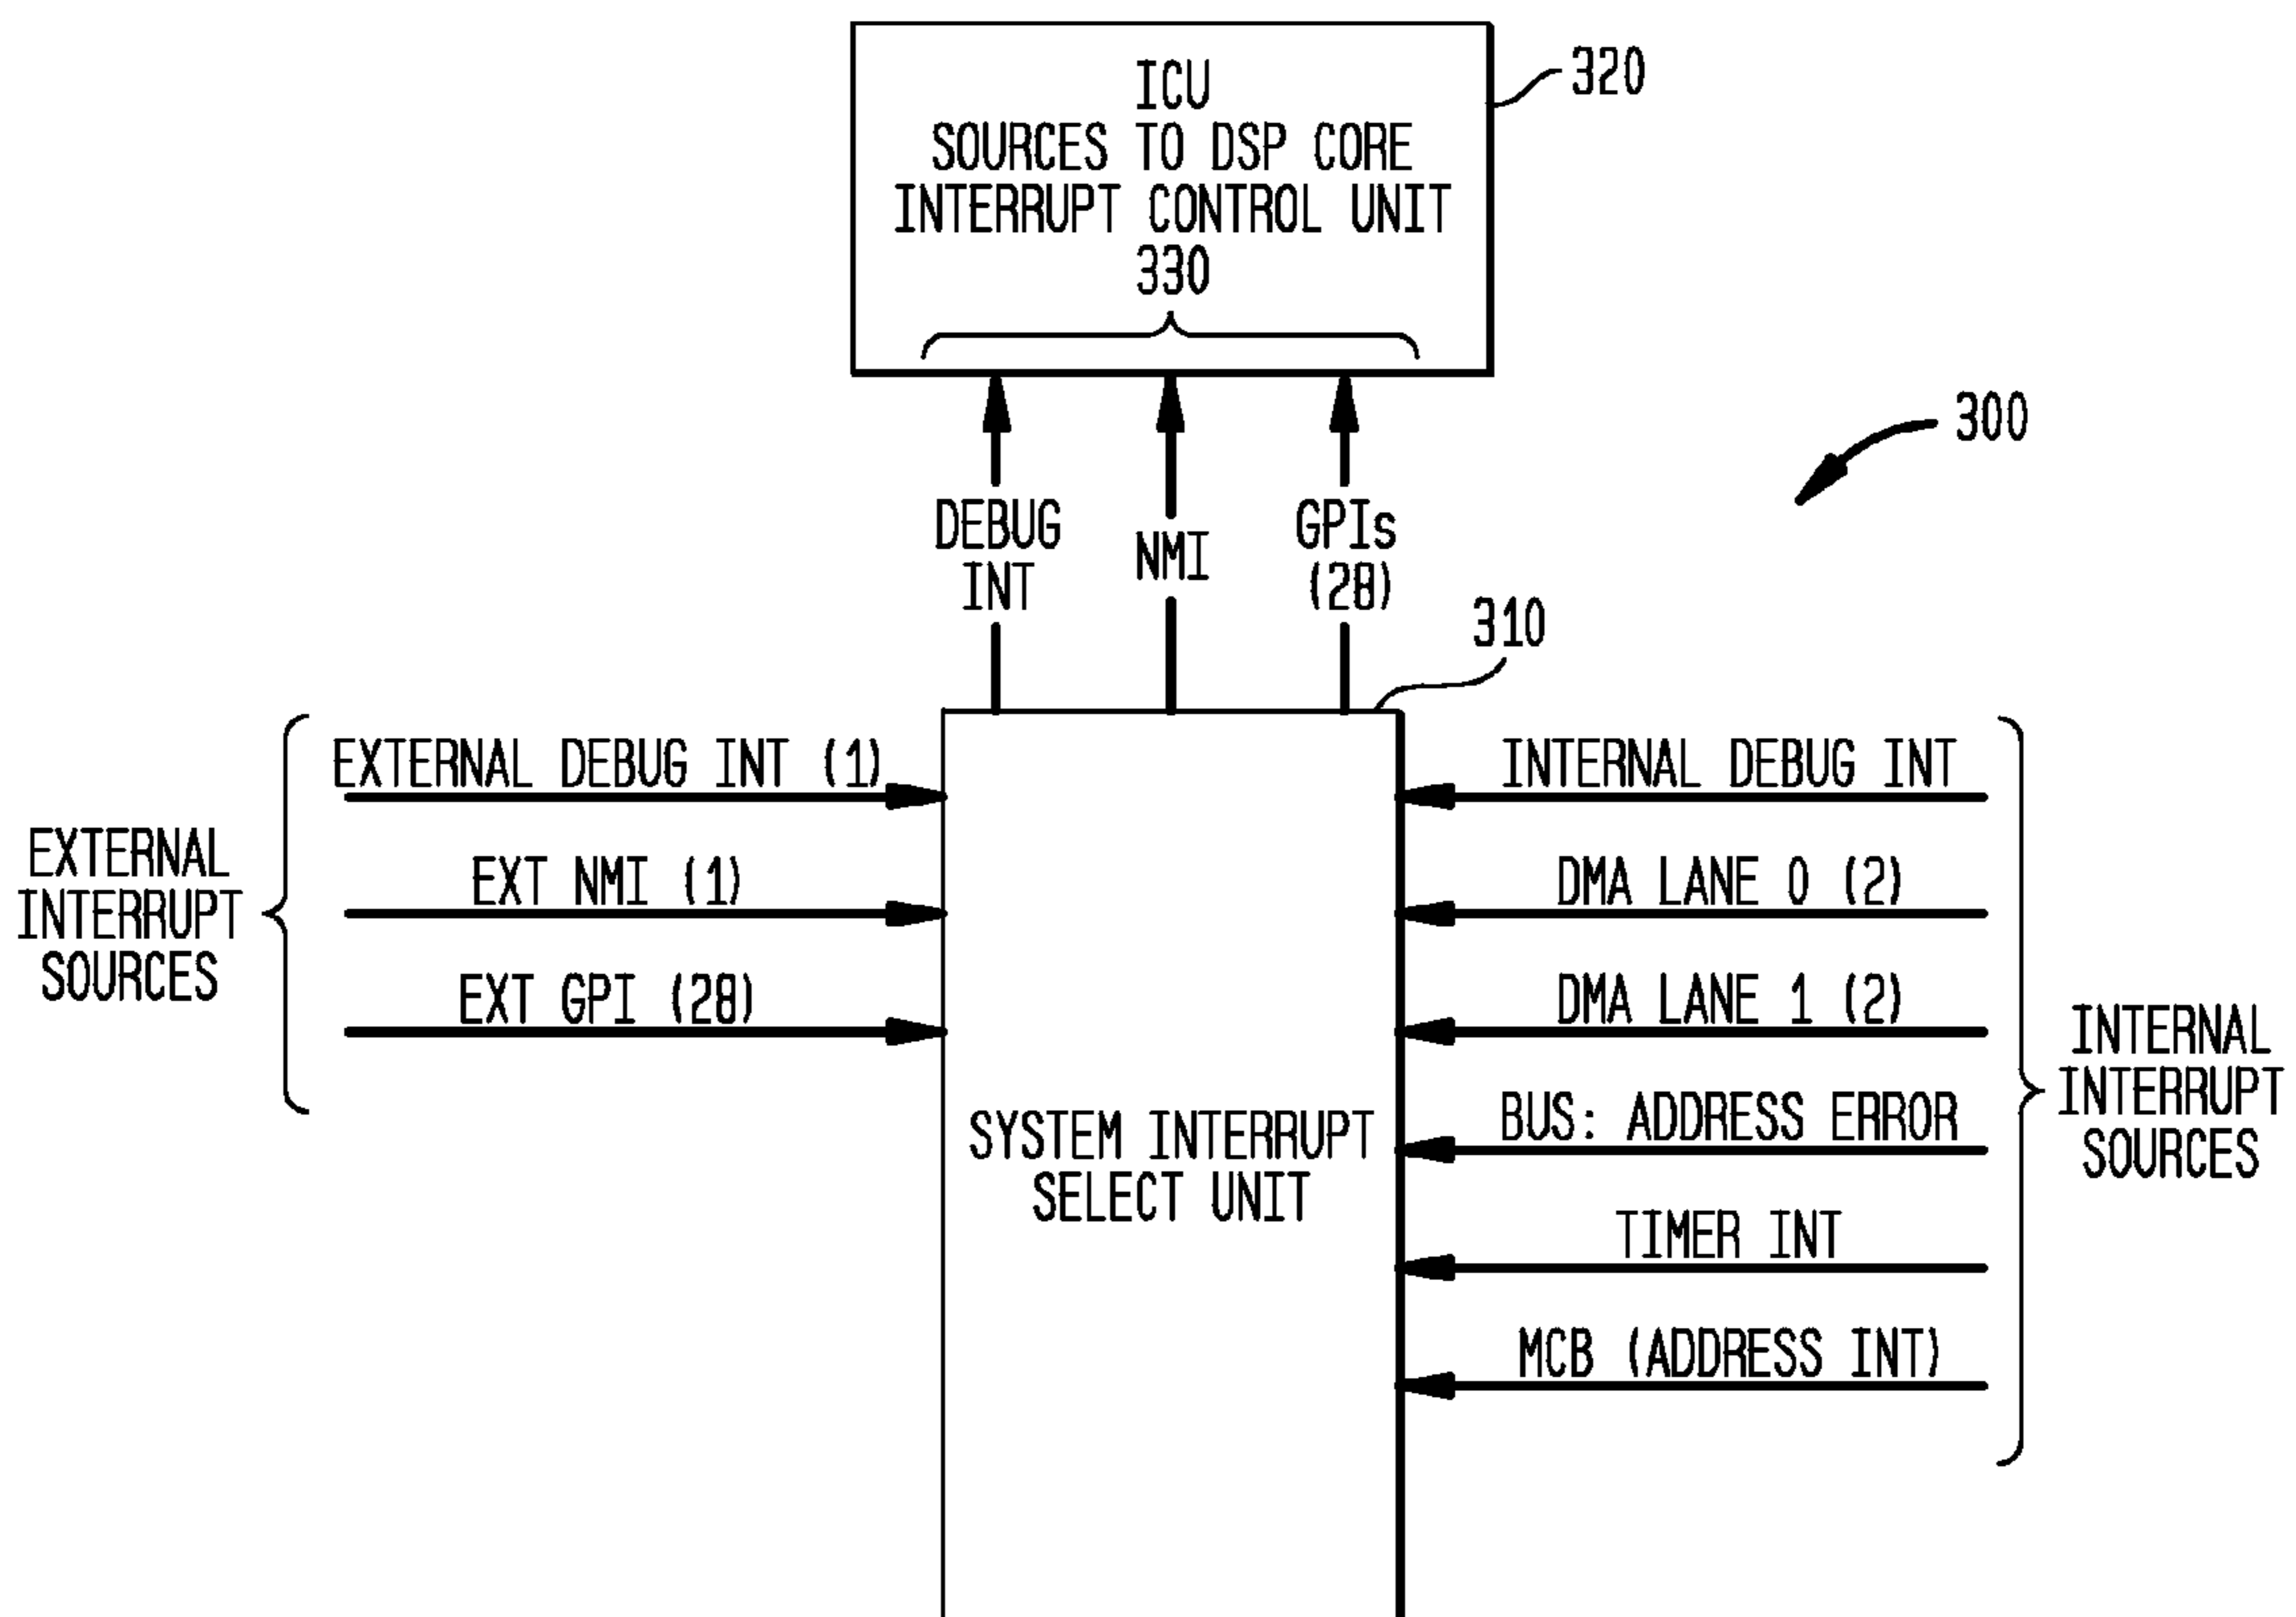 ICU
SOURCES TO DSP CORE
INTERRUPT CONTROL UNIT
330
320
300
DEBUG
INT
NMI
GPIs
(28)
310
EXTERNAL
INTERRUPT
SOURCES
EXTERNAL DEBUG INT (1)
EXT NMI (1)
EXT GPI (28)
SYSTEM INTERRUPT
SELECT UNIT
INTERNAL DEBUG INT
DMA LANE 0 (2)
DMA LANE 1 (2)
BUS: ADDRESS ERROR
TIMER INT
MCB (ADDRESS INT)
INTERNAL
INTERRUPT
SOURCES